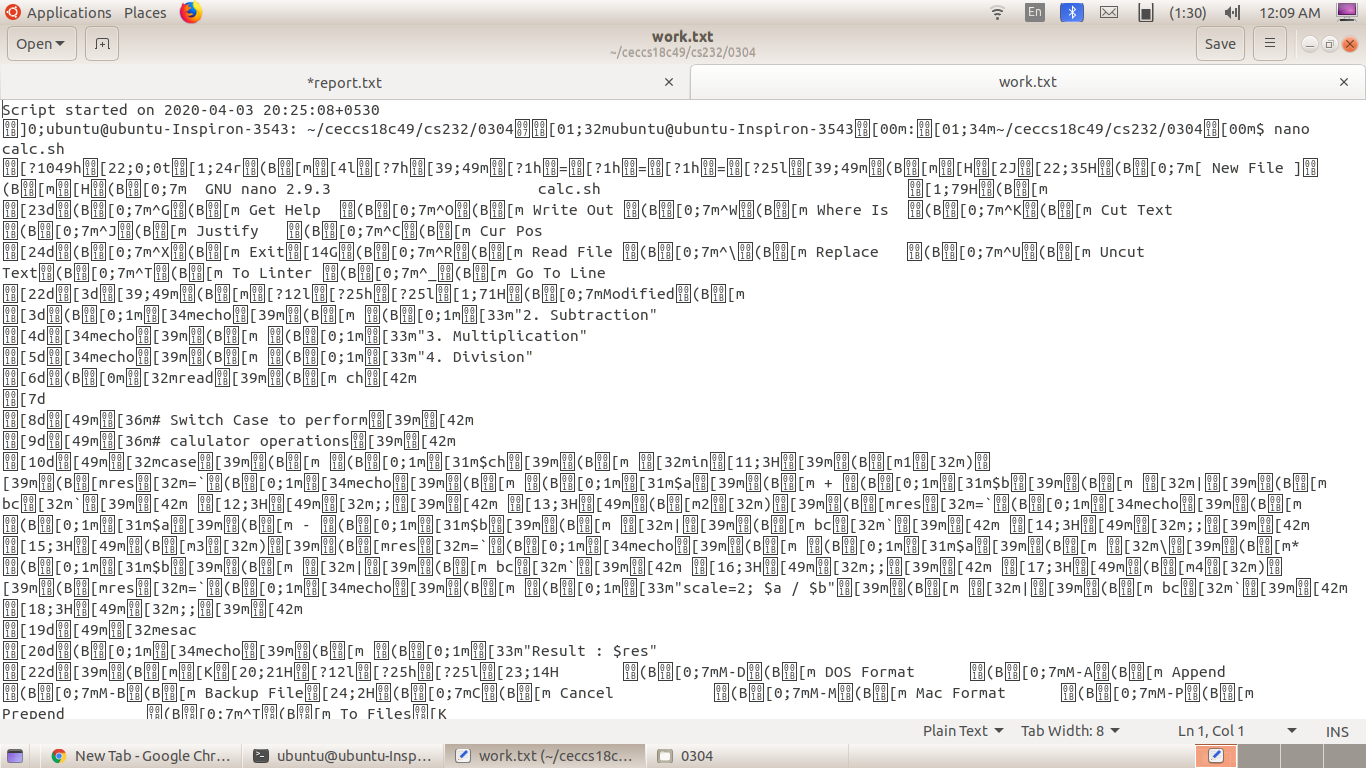 Applications Places En (1:30) 12:09 AM
Open work.txt Save
~/ceccs18c49/cs232/0304
*report.txt × work.txt ×
Script started on 2020-04-03 20:25:08+0530
]0;ubuntu@ubuntu-Inspiron-3543: ~/ceccs18c49/cs232/0304[01;32mubuntu@ubuntu-Inspiron-3543[00m:[01;34m~/ceccs18c49/cs232/0304[00m$ nano
calc.sh
[?1049h[22;0;0t[1;24r(B[m[4l[?7h[39;49m[?1h=[?1h=[?1h=[?25l[39;49m(B[m[H[2J[22;35H(B[0;7m[ New File ]
(B[m[H(B[0;7m  GNU nano 2.9.3                       calc.sh                                  [1;79H(B[m
[23d(B[0;7m^G(B[m Get Help  (B[0;7m^O(B[m Write Out (B[0;7m^W(B[m Where Is  (B[0;7m^K(B[m Cut Text
(B[0;7m^J(B[m Justify   (B[0;7m^C(B[m Cur Pos
[24d(B[0;7m^X(B[m Exit[14G(B[0;7m^R(B[m Read File (B[0;7m^\(B[m Replace   (B[0;7m^U(B[m Uncut
Text(B[0;7m^T(B[m To Linter (B[0;7m^_(B[m Go To Line
[22d[3d[39;49m(B[m[?12l[?25h[?25l[1;71H(B[0;7mModified(B[m
[3d(B[0;1m[34mecho[39m(B[m (B[0;1m[33m"2. Subtraction"
[4d[34mecho[39m(B[m (B[0;1m[33m"3. Multiplication"
[5d[34mecho[39m(B[m (B[0;1m[33m"4. Division"
[6d(B[0m[32mread[39m(B[m ch[42m
[7d
[8d[49m[36m# Switch Case to perform[39m[42m
[9d[49m[36m# calulator operations[39m[42m
[10d[49m[32mcase[39m(B[m (B[0;1m[31m$ch[39m(B[m [32min[11;3H[39m(B[m1[32m)
[39m(B[mres[32m=`(B[0;1m[34mecho[39m(B[m (B[0;1m[31m$a[39m(B[m + (B[0;1m[31m$b[39m(B[m [32m|[39m(B[m
bc[32m`[39m[42m [12;3H[49m[32m;;[39m[42m [13;3H[49m(B[m2[32m)[39m(B[mres[32m=`(B[0;1m[34mecho[39m(B[m
(B[0;1m[31m$a[39m(B[m - (B[0;1m[31m$b[39m(B[m [32m|[39m(B[m bc[32m`[39m[42m [14;3H[49m[32m;;[39m[42m
[15;3H[49m(B[m3[32m)[39m(B[mres[32m=`(B[0;1m[34mecho[39m(B[m (B[0;1m[31m$a[39m(B[m [32m\[39m(B[m*
(B[0;1m[31m$b[39m(B[m [32m|[39m(B[m bc[32m`[39m[42m [16;3H[49m[32m;;[39m[42m [17;3H[49m(B[m4[32m)
[39m(B[mres[32m=`(B[0;1m[34mecho[39m(B[m (B[0;1m[33m"scale=2; $a / $b"[39m(B[m [32m|[39m(B[m bc[32m`[39m[42m
[18;3H[49m[32m;;[39m[42m
[19d[49m[32mesac
[20d(B[0;1m[34mecho[39m(B[m (B[0;1m[33m"Result : $res"
[22d[39m(B[m[K[20;21H[?12l[?25h[?25l[23;14H       (B[0;7mM-D(B[m DOS Format      (B[0;7mM-A(B[m Append
(B[0;7mM-B(B[m Backup File[24;2H(B[0;7mC(B[m Cancel           (B[0;7mM-M(B[m Mac Format      (B[0;7mM-P(B[m
Prepend         (B[0;7m^T(B[m To Files[K
Plain Text Tab Width: 8 Ln 1, Col 1 INS
New Tab - Google Chr... ubuntu@ubuntu-Insp... work.txt (~/ceccs18c... 0304